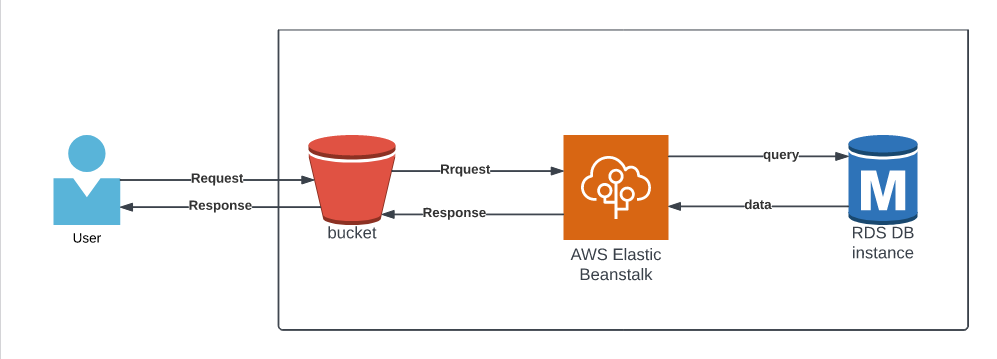 Request
Response
User
bucket
Rrquest
Response
AWS Elastic
Beanstalk
query
data
M
RDS DB
instance